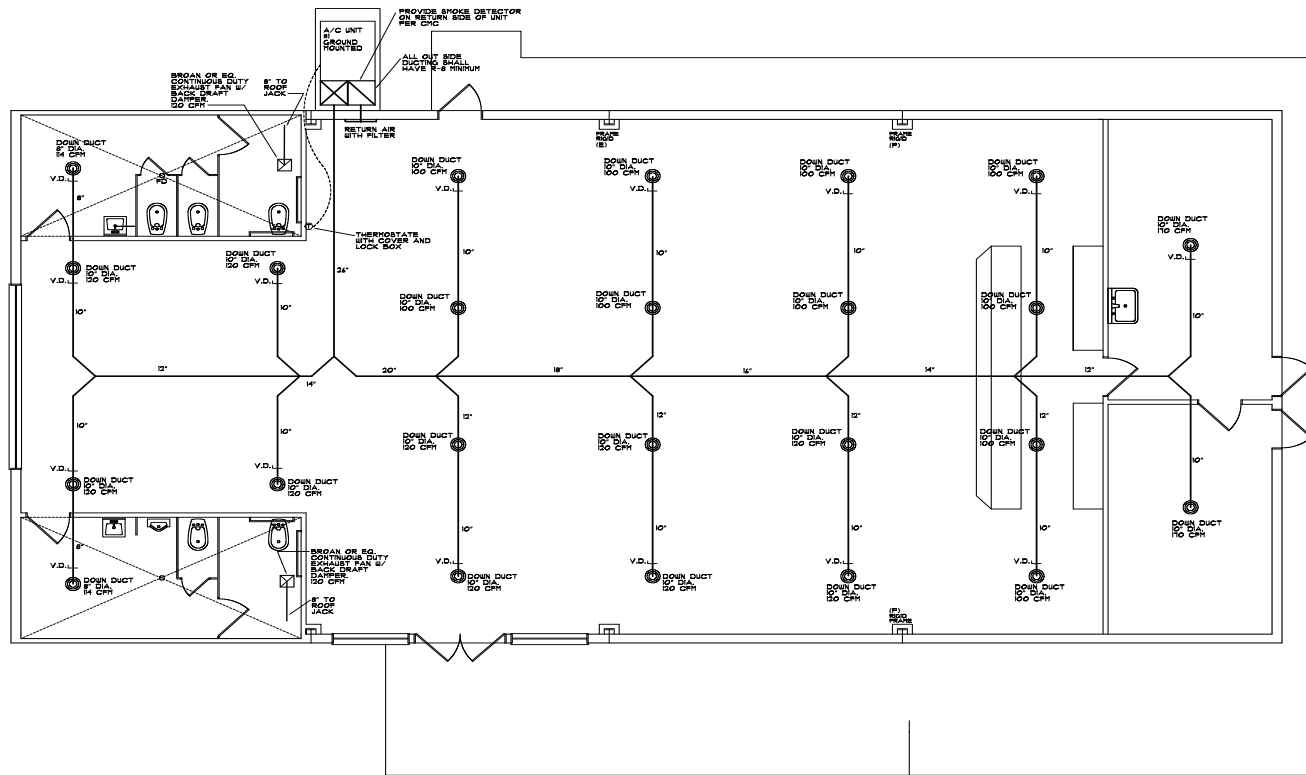 PROVIDE SMOKE DETECTOR
ON RETURN SIDE OF UNIT
PER CMC
A/C UNIT
#1
GROUND
MOUNTED
ALL OUT SIDE
DUCTING SHALL
HAVE R-8 MINIMUM
BROAN OR EQ.
CONTINUOUS DUTY
EXHAUST FAN W/
BACK DRAFT
DAMPER.
120 CFM
8" TO
ROOF
JACK
RETURN AIR
WITH FILTER
FRAME
RIGID
(E)
FRAME
RIGID
(P)
DOWN DUCT
8" DIA.
114 CFM
V.D.
8"
FD
DOWN DUCT
10" DIA.
100 CFM
V.D.
10"
DOWN DUCT
10" DIA.
100 CFM
V.D.
10"
DOWN DUCT
10" DIA.
100 CFM
V.D.
10"
DOWN DUCT
10" DIA.
100 CFM
V.D.
10"
DOWN DUCT
10" DIA.
170 CFM
V.D.
10"
THERMOSTATE
WITH COVER AND
LOCK BOX
26"
DOWN DUCT
10" DIA.
120 CFM
V.D.
10"
DOWN DUCT
10" DIA.
120 CFM
V.D.
10"
DOWN DUCT
10" DIA.
100 CFM
DOWN DUCT
10" DIA.
100 CFM
DOWN DUCT
10" DIA.
100 CFM
DOWN DUCT
10" DIA.
100 CFM
12"
14"
20"
18"
16"
14"
12"
10"
10"
12"
12"
12"
12"
10"
DOWN DUCT
10" DIA.
120 CFM
DOWN DUCT
10" DIA.
120 CFM
DOWN DUCT
10" DIA.
120 CFM
DOWN DUCT
10" DIA.
100 CFM
V.D.
DOWN DUCT
10" DIA.
120 CFM
V.D.
DOWN DUCT
10" DIA.
120 CFM
10"
10"
10"
10"
DOWN DUCT
10" DIA.
170 CFM
8"
V.D.
DOWN DUCT
8" DIA.
114 CFM
BROAN OR EQ.
CONTINUOUS DUTY
EXHAUST FAN W/
BACK DRAFT
DAMPER.
120 CFM
8" TO
ROOF
JACK
V.D.
DOWN DUCT
10" DIA.
120 CFM
V.D.
DOWN DUCT
10" DIA.
120 CFM
V.D.
DOWN DUCT
10" DIA.
120 CFM
V.D.
DOWN DUCT
10" DIA.
100 CFM
(P)
RIGID
FRAME